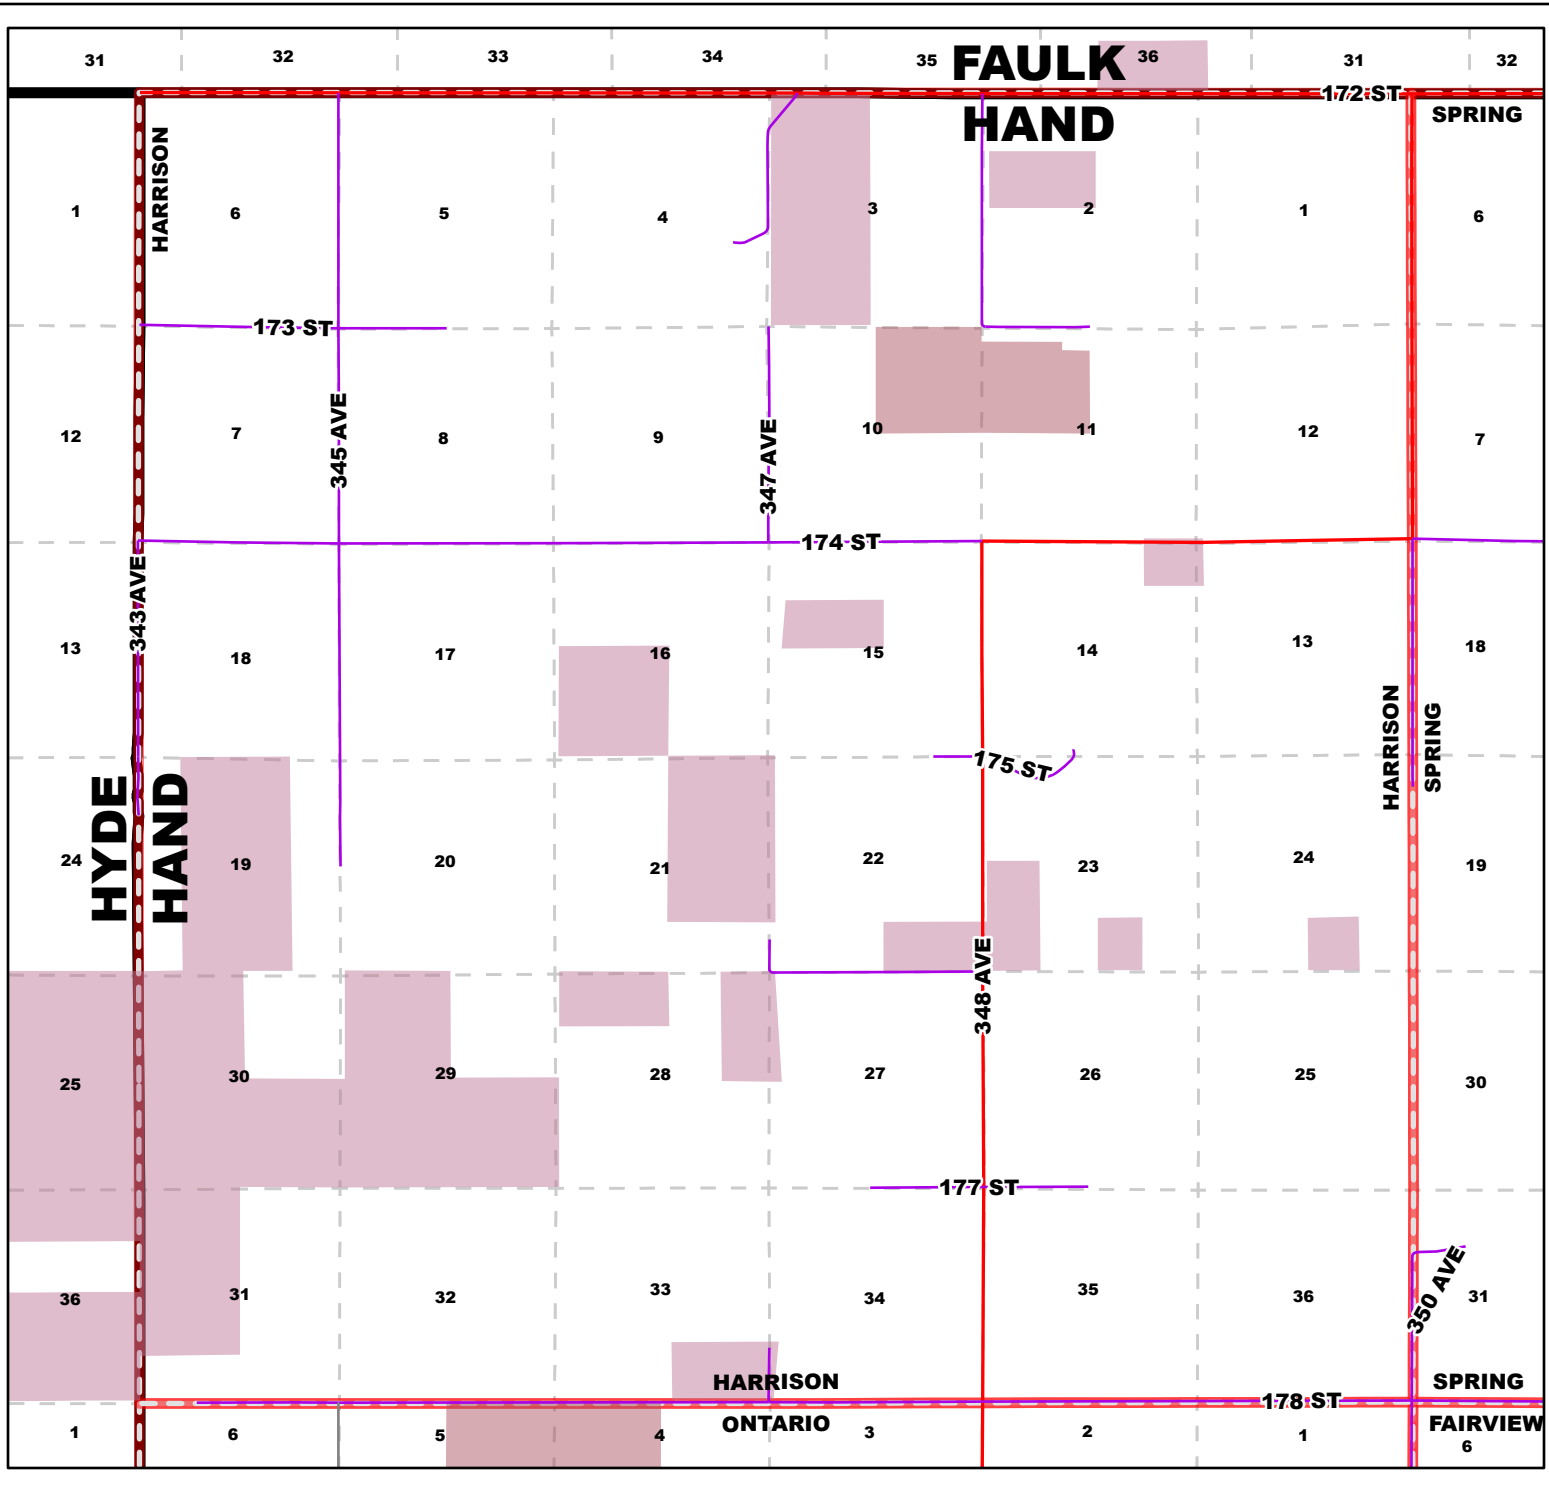 31 32 33 34 35 FAULK 36 31 32
172 ST
HARRISON HAND SPRING
1 6 5 4 3 2 1 6
173 ST
12 7 345 AVE 8 9 347 AVE 10 11 12 7
174 ST
343 AVE
13 18 17 16 15 14 13 18
HARRISON SPRING
175 ST
HYDE HAND
24 19 20 21 22 23 24 19
348 AVE
25 30 29 28 27 26 25 30
177 ST
350 AVE
36 31 32 33 34 35 36 31
HARRISON SPRING
178 ST
ONTARIO FAIRVIEW
1 6 5 4 3 2 1 6